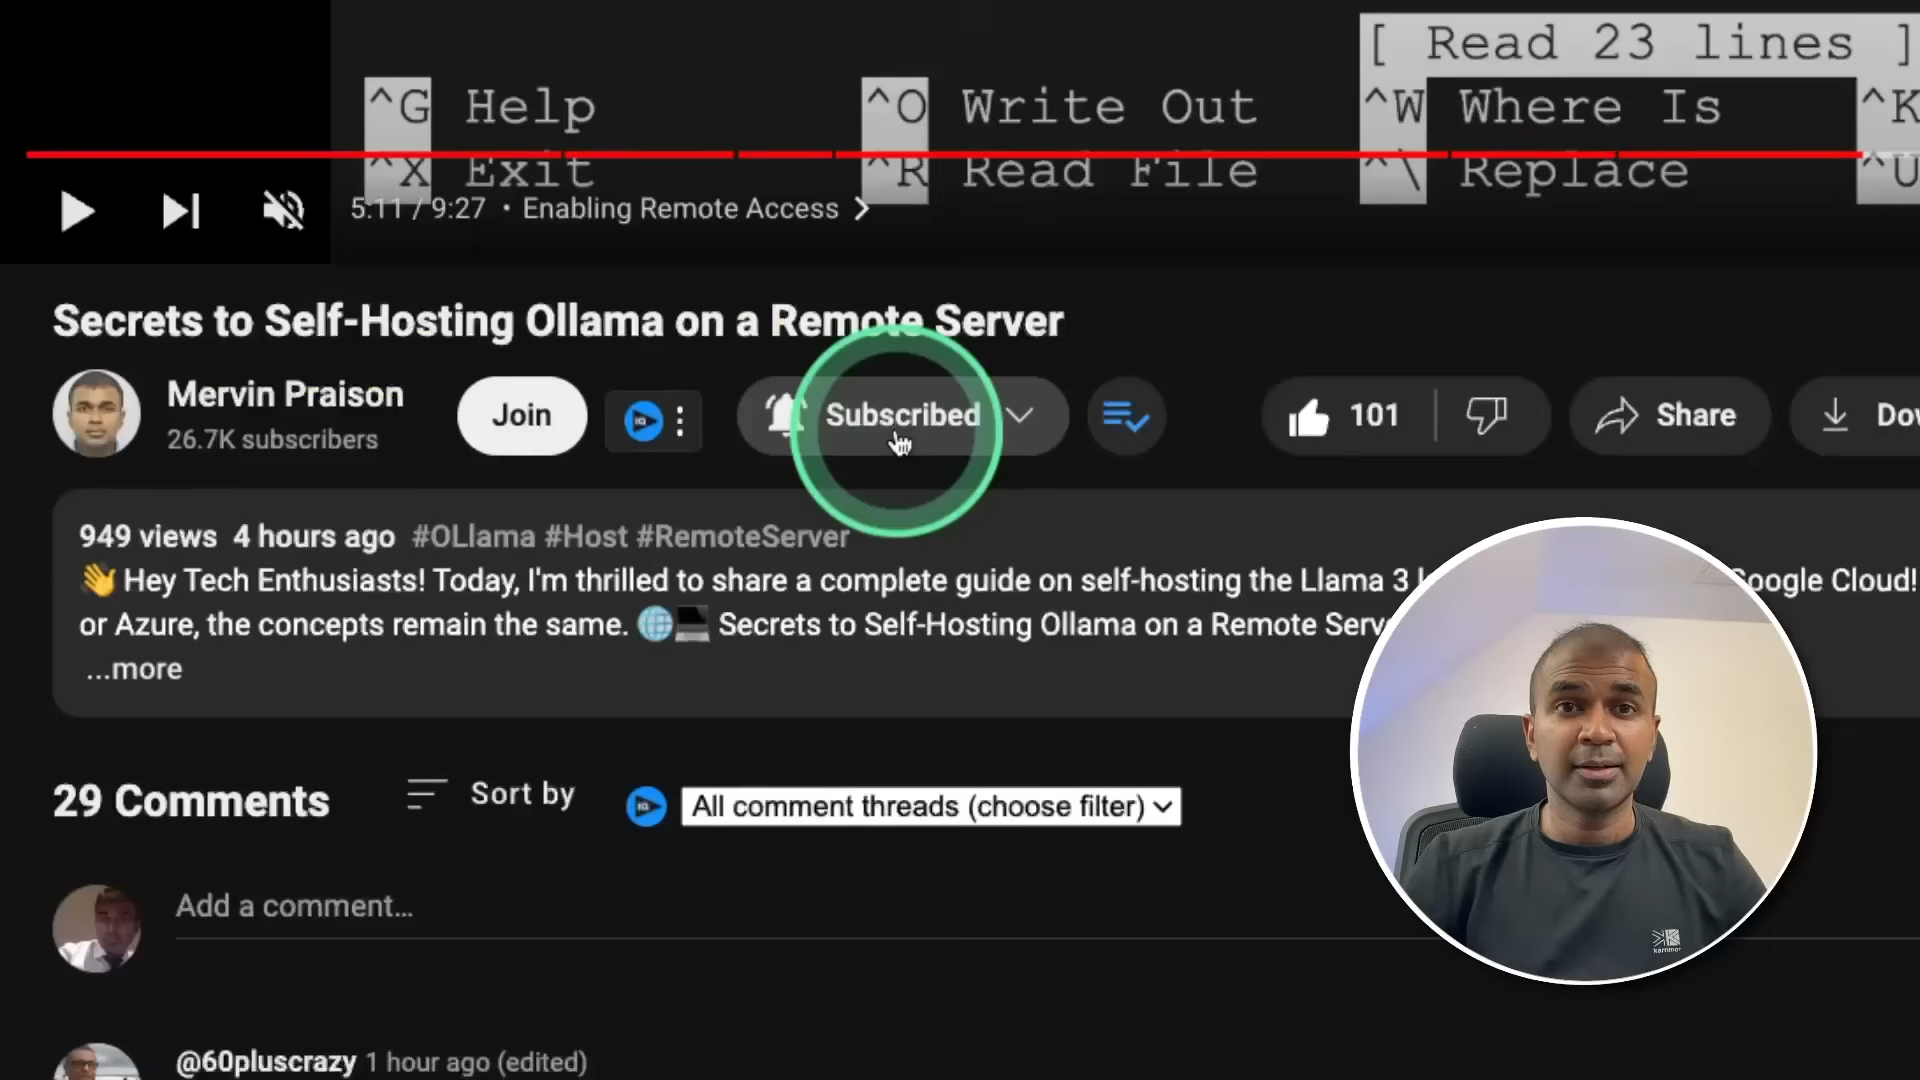 [ Read 23 lines ]
^G Help ^O Write Out ^W Where Is ^K
^X Exit ^R Read File ^\ Replace ^U
5:11 / 9:27 • Enabling Remote Access
Secrets to Self-Hosting Ollama on a Remote Server
Mervin Praison
26.7K subscribers
Join
Subscribed
101
Share
949 views 4 hours ago #OLlama #Host #RemoteServer
👋 Hey Tech Enthusiasts! Today, I'm thrilled to share a complete guide on self-hosting the Llama 3 Google Cloud!
or Azure, the concepts remain the same. 🌐💻 Secrets to Self-Hosting Ollama on a Remote
...more
29 Comments
Sort by
All comment threads (choose filter)
Add a comment...
@60pluscrazy 1 hour ago (edited)